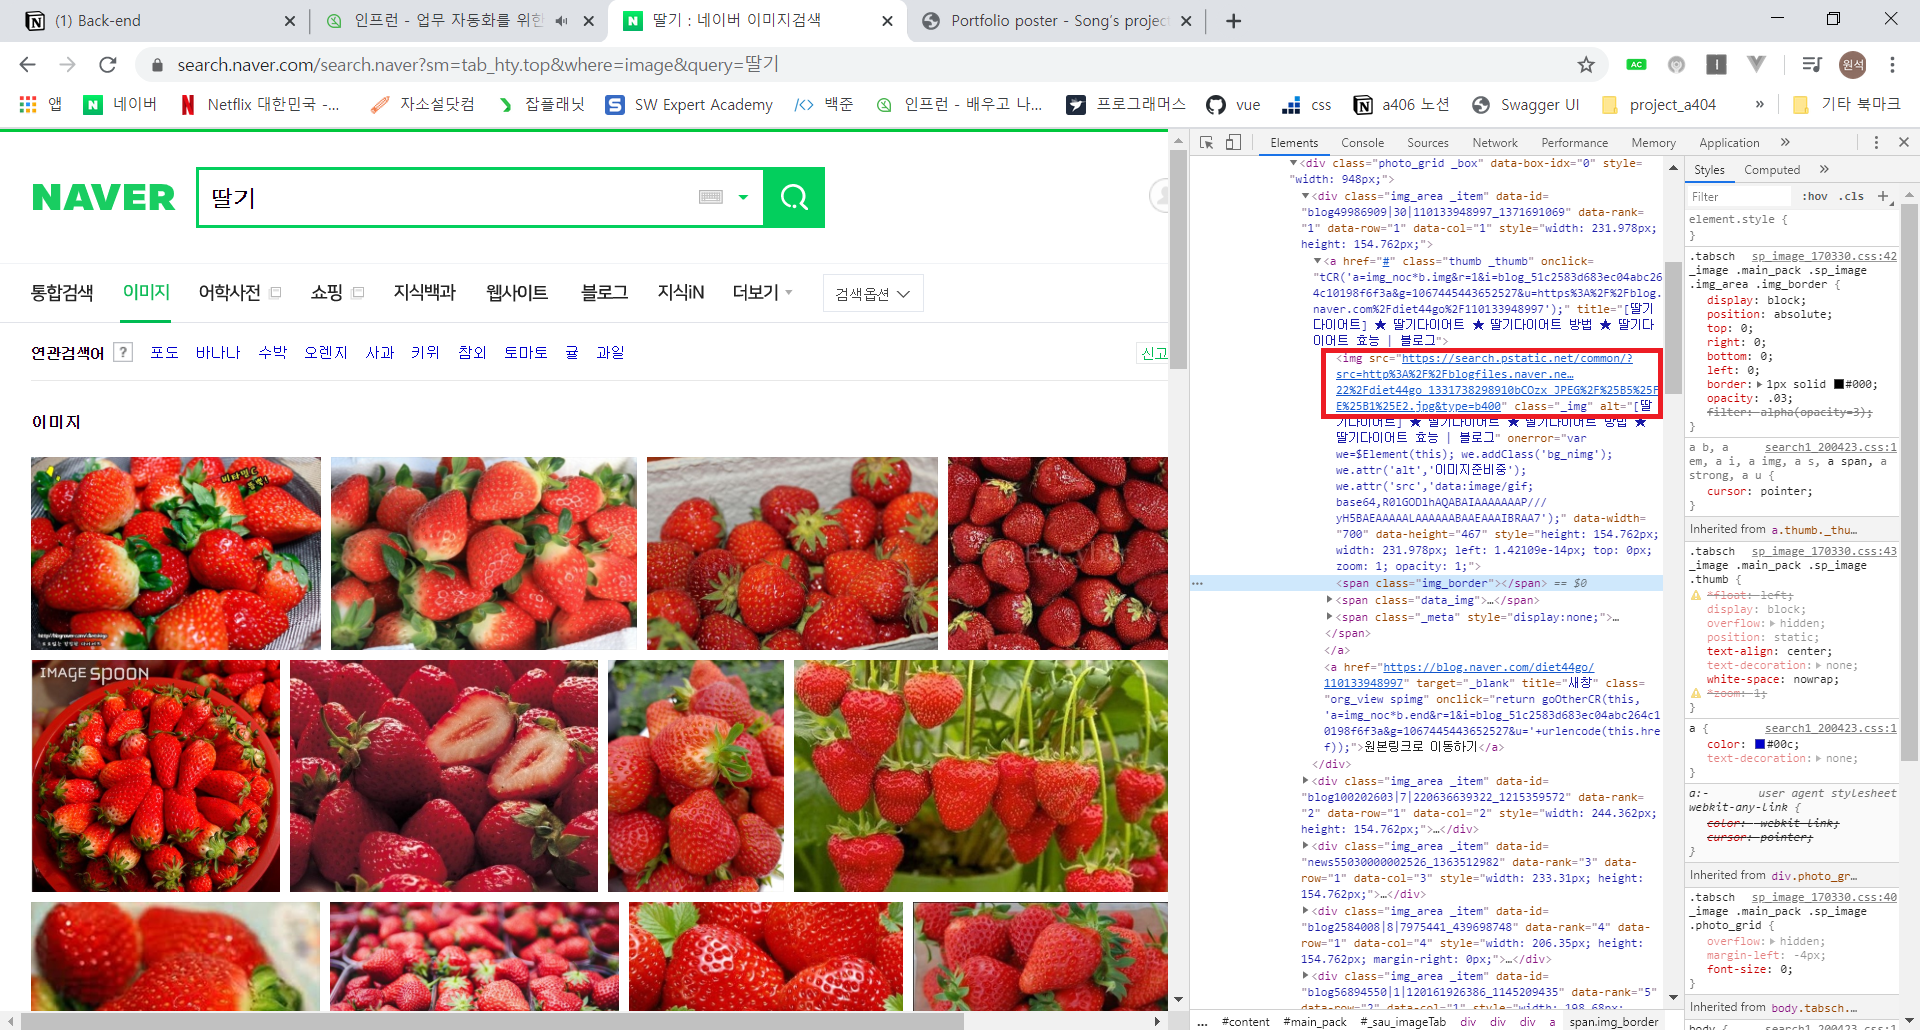 (1) Back-end
인프런 - 업무 자동화를 위한
딸기 : 네이버 이미지검색
Portfolio poster - Song's project
search.naver.com/search.naver?sm=tab_hty.top&where=image&query=딸기
앱
네이버
Netflix 대한민국 -...
자소설닷컴
잡플래닛
SW Expert Academy
백준
인프런 - 배우고 나...
프로그래머스
vue
css
a406 노션
Swagger UI
project_a404
»
기타 북마크
NAVER
딸기
통합검색
이미지
어학사전
쇼핑
지식백과
웹사이트
블로그
지식iN
더보기
검색옵션
연관검색어 ?
포도 바나나 수박 오렌지 사과 키위 참외 토마토 귤 과일
신고
이미지
IMAGE SPOON
Elements Console Sources Network Performance Memory Application »
▼<div class="photo_grid _box" data-box-idx="0" style=
"width: 948px;">
▼<div class="img_area _item" data-id=
"blog49986909|30|110133948997_1371691069" data-rank=
"1" data-row="1" data-col="1" style="width: 231.978px;
height: 154.762px;">
▼<a href="#" class="thumb _thumb" onclick=
"tCR('a=img_noc*b.img&r=1&i=blog_51c2583d683ec04abc26
4c10198f6f3a&g=1067445443652527&u=https%3A%2F%2Fblog.
naver.com%2Fdiet44go%2F110133948997');" title="[딸기
다이어트] ★ 딸기다이어트 ★ 딸기다이어트 방법 ★ 딸기다
이어트 효능 | 블로그">
<img src="https://search.pstatic.net/common/?
src=http%3A%2F%2Fblogfiles.naver.ne…
22%2Fdiet44go_1331738298910bCOzx_JPEG%2F%25B5%25F
E%25B1%25E2.jpg&type=b400" class="_img" alt="[딸
기다이어트] ★ 딸기다이어트 ★ 딸기다이어트 방법 ★
딸기다이어트 효능 | 블로그" onerror="var
we=$Element(this); we.addClass('bg_nimg');
we.attr('alt','이미지준비중');
we.attr('src','data:image/gif;
base64,R0lGODlhAQABAIAAAAAAAP///
yH5BAEAAAAALAAAAAABAAEAAAIBRAA7');" data-width=
"700" data-height="467" style="height: 154.762px;
width: 231.978px; left: 1.42109e-14px; top: 0px;
zoom: 1; opacity: 1;">
<span class="img_border"></span> == $0
▶<span class="data_img">…</span>
▶<span class="_meta" style="display:none;">…
</span>
</a>
<a href="https://blog.naver.com/diet44go/
110133948997" target="_blank" title="새창" class=
"org_view spimg" onclick="return goOtherCR(this,
'a=img_noc*b.end&r=1&i=blog_51c2583d683ec04abc264c1
0198f6f3a&g=1067445443652527&u='+urlencode(this.hre
f));">원본링크로 이동하기</a>
</div>
▶<div class="img_area _item" data-id=
"blog100202603|7|220636639322_1215359572" data-rank=
"2" data-row="1" data-col="2" style="width: 244.362px;
height: 154.762px;">…</div>
▶<div class="img_area _item" data-id=
"news55030000002526_1363512982" data-rank="3" data-
row="1" data-col="3" style="width: 233.31px; height:
154.762px;">…</div>
▶<div class="img_area _item" data-id=
"blog2584008|8|7975441_439698748" data-rank="4" data-
row="1" data-col="4" style="width: 206.35px; height:
154.762px; margin-right: 0px;">…</div>
▶<div class="img_area _item" data-id=
"blog56894550|1|120161926386_1145209435" data-rank="5"
data-row="2" data-col="1" style="width: 198.68px;
... #content #main_pack #_sau_imageTab div div div a span.img_border
Styles Computed »
Filter :hov .cls +
element.style {
}
.tabsch sp_image_170330.css:42
_image .main_pack .sp_image
.img_area .img_border {
display: block;
position: absolute;
top: 0;
right: 0;
bottom: 0;
left: 0;
border:▶1px solid #000;
opacity: .03;
filter: alpha(opacity=3);
}
a b, a search1_200423.css:1
em, a i, a img, a s, a span, a
strong, a u {
cursor: pointer;
}
Inherited from a.thumb._thu…
.tabsch sp_image_170330.css:43
_image .main_pack .sp_image
.thumb {
*float: left;
display: block;
overflow:▶hidden;
position: static;
text-align: center;
text-decoration:▶none;
white-space: nowrap;
*zoom: 1;
}
a { search1_200423.css:1
color: #00c;
text-decoration:▶none;
}
a:- user agent stylesheet
webkit-any-link {
color: -webkit-link;
cursor: pointer;
}
Inherited from div.photo_gr…
.tabsch sp_image_170330.css:40
_image .main_pack .sp_image
.photo_grid {
overflow:▶hidden;
margin-left: -4px;
font-size: 0;
}
Inherited from body.tabsch…